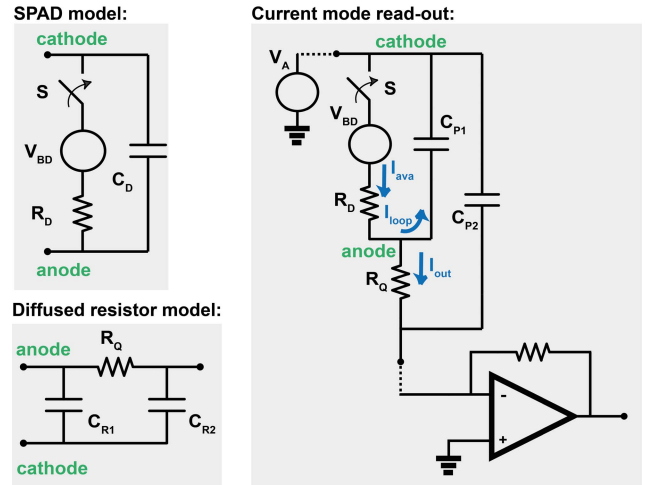 SPAD model:
cathode
S
V_BD
C_D
R_D
anode
Diffused resistor model:
R_Q
anode
C_R1
C_R2
cathode
Current mode read-out:
cathode
V_A
S
V_BD
C_P1
I_ava
R_D
I_loop
C_P2
anode
I_out
R_Q
-
+